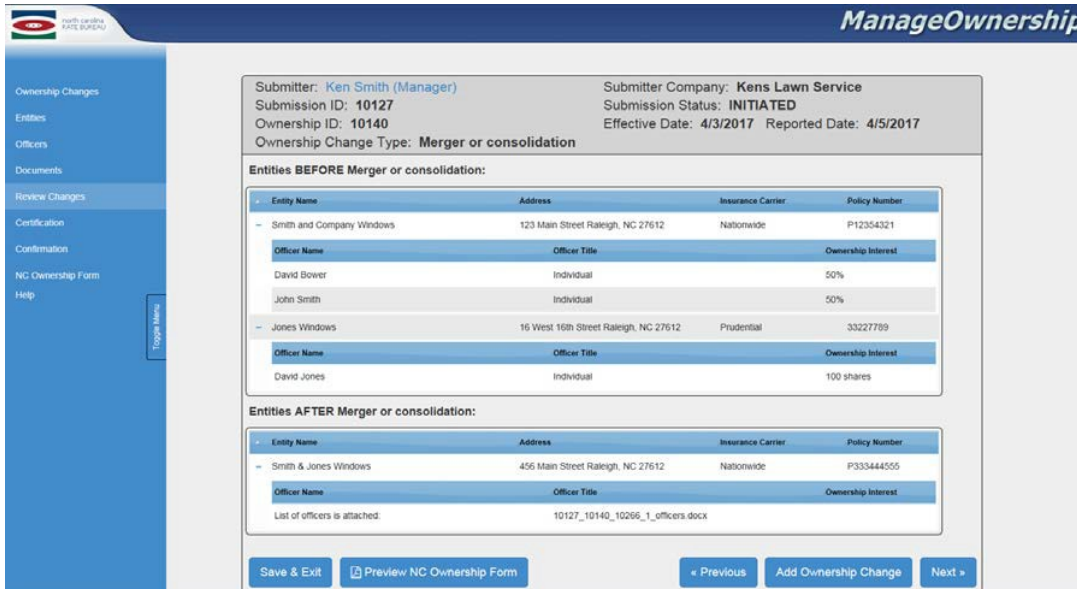 north carolina
RATE BUREAU
ManageOwnership
Ownership Changes
Entities
Officers
Documents
Review Changes
Certification
Confirmation
NC Ownership Form
Help
Toggle Menu
Submitter: Ken Smith (Manager) Submitter Company: Kens Lawn Service
Submission ID: 10127 Submission Status: INITIATED
Ownership ID: 10140 Effective Date: 4/3/2017 Reported Date: 4/5/2017
Ownership Change Type: Merger or consolidation
Entities BEFORE Merger or consolidation:
Entity Name Address Insurance Carrier Policy Number
− Smith and Company Windows 123 Main Street Raleigh, NC 27612 Nationwide P12354321
Officer Name Officer Title Ownership Interest
David Bower Individual 50%
John Smith Individual 50%
− Jones Windows 16 West 16th Street Raleigh, NC 27612 Prudential 33227789
Officer Name Officer Title Ownership Interest
David Jones Individual 100 shares
Entities AFTER Merger or consolidation:
Entity Name Address Insurance Carrier Policy Number
− Smith & Jones Windows 456 Main Street Raleigh, NC 27612 Nationwide P333444555
Officer Name Officer Title Ownership Interest
List of officers is attached: 10127_10140_10266_1_officers.docx
Save & Exit Preview NC Ownership Form « Previous Add Ownership Change Next »